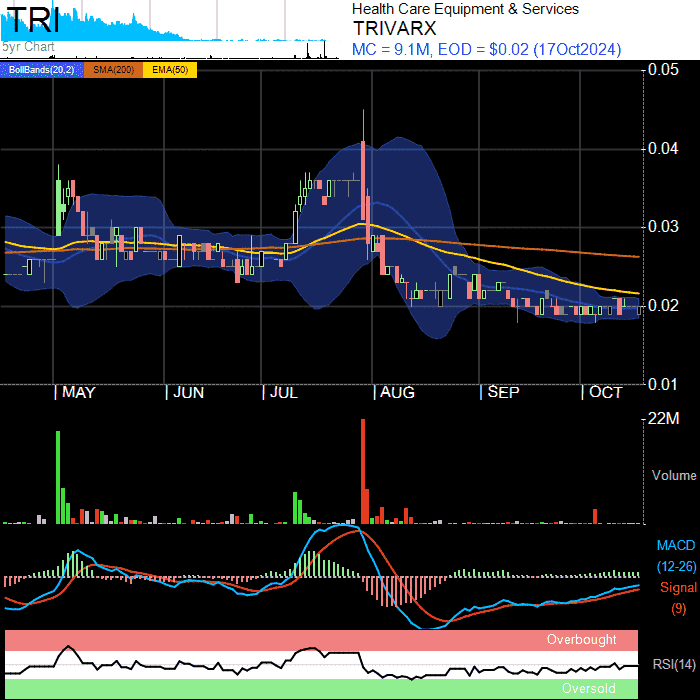 TRI
5yr Chart
Health Care Equipment & Services
TRIVARX
MC = 9.1M, EOD = $0.02 (17Oct2024)
BollBands(20,2) SMA(200) EMA(50)
0.05
0.04
0.03
0.02
0.01
MAY JUN JUL AUG SEP OCT
22M
Volume
MACD
(12-26)
Signal
(9)
Overbought
RSI(14)
Oversold